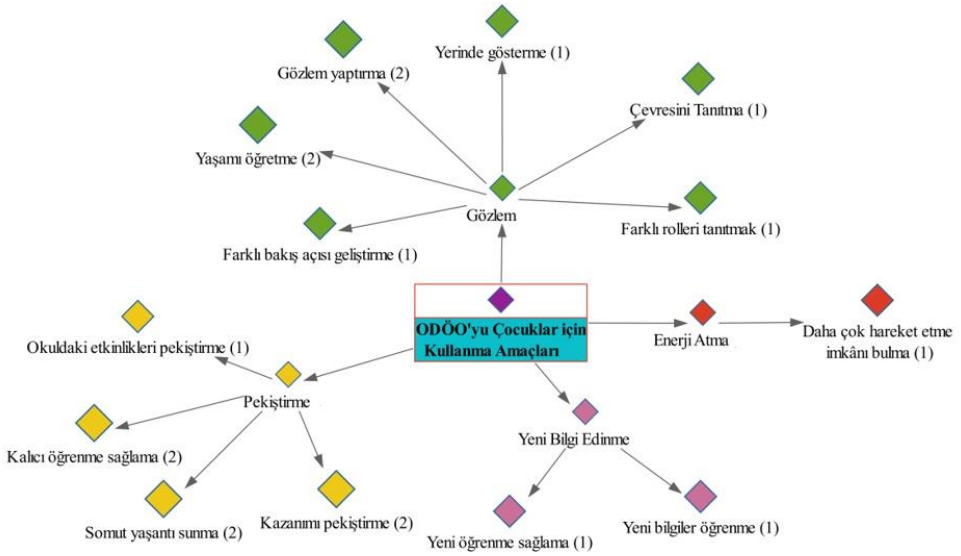 Yerinde gösterme (1)
Gözlem yaptırma (2)
Çevresini Tanıtma (1)
Yaşamı öğretme (2)
Gözlem
Farklı rolleri tanıtmak (1)
Farklı bakış açısı geliştirme (1)
ODÖO'yu Çocuklar için
Kullanma Amaçları
Enerji Atma
Daha çok hareket etme
imkânı bulma (1)
Okuldaki etkinlikleri pekiştirme (1)
Pekiştirme
Yeni Bilgi Edinme
Kalıcı öğrenme sağlama (2)
Somut yaşantı sunma (2)
Kazanımı pekiştirme (2)
Yeni öğrenme sağlama (1)
Yeni bilgiler öğrenme (1)